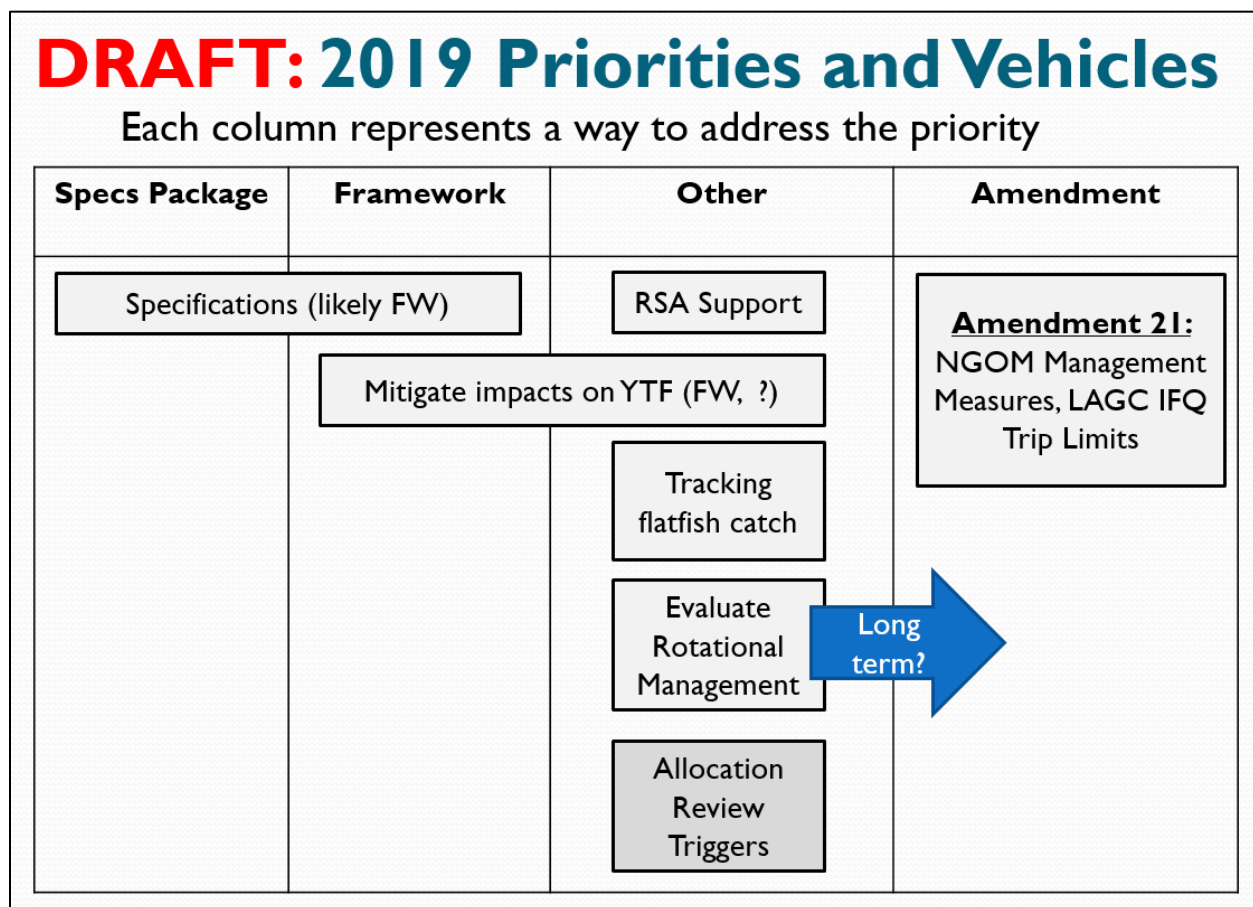 DRAFT: 2019 Priorities and Vehicles
Each column represents a way to address the priority
Specs Package
Framework
Other
Amendment
Specifications (likely FW)
RSA Support
Amendment 21:
NGOM Management
Measures, LAGC IFQ
Trip Limits
Mitigate impacts on YTF (FW, ?)
Tracking
flatfish catch
Evaluate
Rotational
Management
Long
term?
Allocation
Review
Triggers